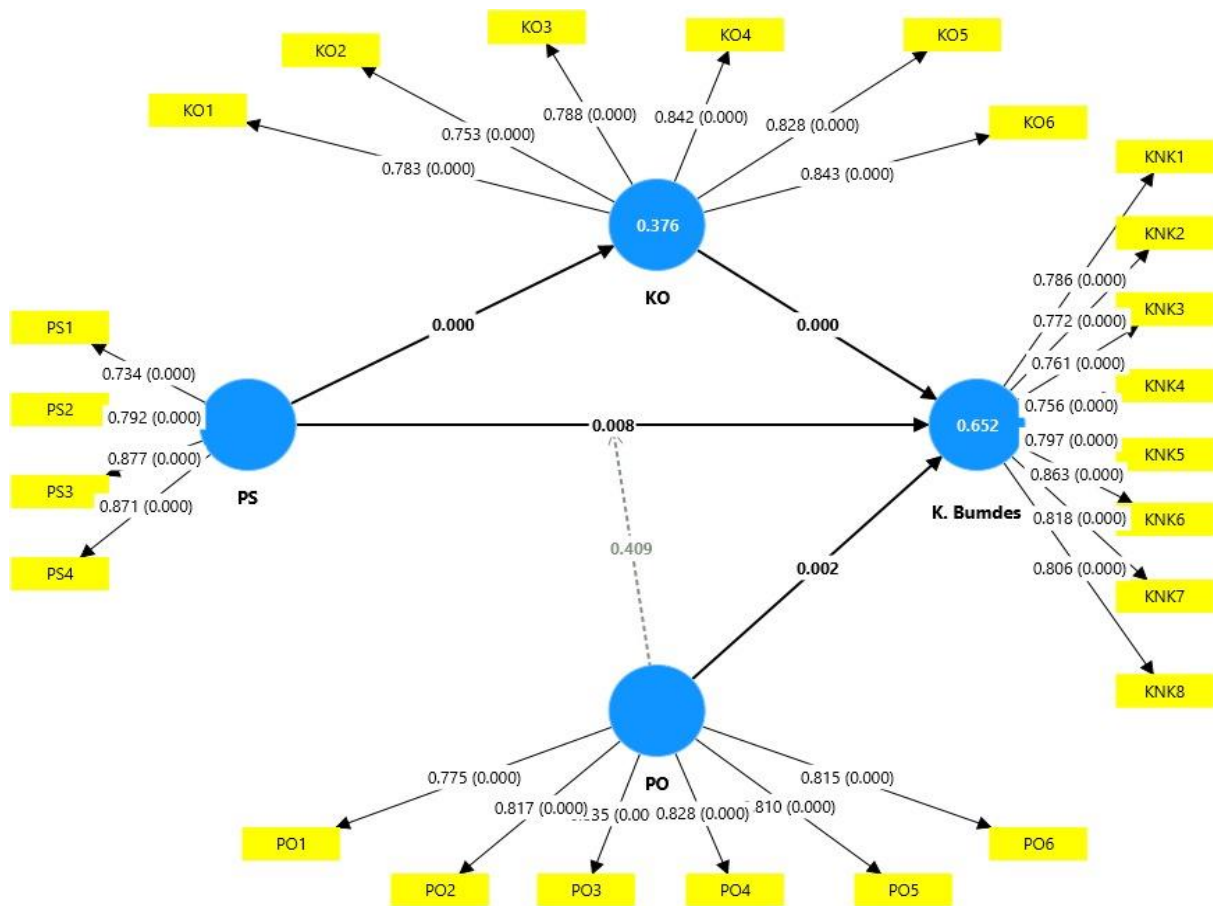 KO3
KO4
KO5
KO2
KO1
KO6
0.783 (0.000)
0.753 (0.000)
0.788 (0.000)
0.842 (0.000)
0.828 (0.000)
0.843 (0.000)
0.376
KO
KNK1
KNK2
KNK3
KNK4
KNK5
KNK6
KNK7
KNK8
0.786 (0.000)
0.772 (0.000)
0.761 (0.000)
0.756 (0.000)
0.797 (0.000)
0.863 (0.000)
0.818 (0.000)
0.806 (0.000)
0.652
K. Bumdes
PS1
PS2
PS3
PS4
0.734 (0.000)
0.792 (0.000)
0.877 (0.000)
0.871 (0.000)
PS
0.000
0.000
0.008
0.409
0.002
PO
0.775 (0.000)
0.817 (0.000)
0.828 (0.000)
0.815 (0.000)
PO1
PO2
PO3
PO4
PO5
PO6